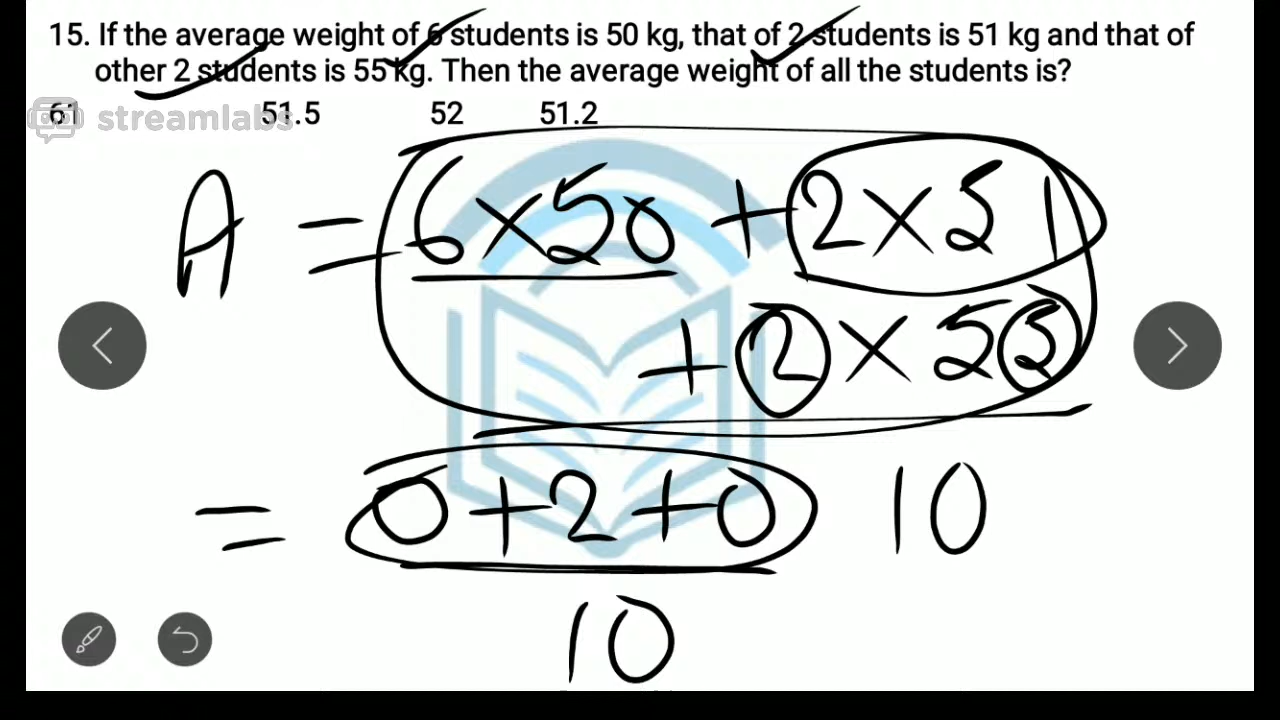 15. If the average weight of 6 students is 50 kg, that of 2 students is 51 kg and that of
other 2 students is 55 kg. Then the average weight of all the students is?
61 51.5 52 51.2
streamlabs
A = 6×50 + 2×51
+ 2×55
= 0+2+0 10
10